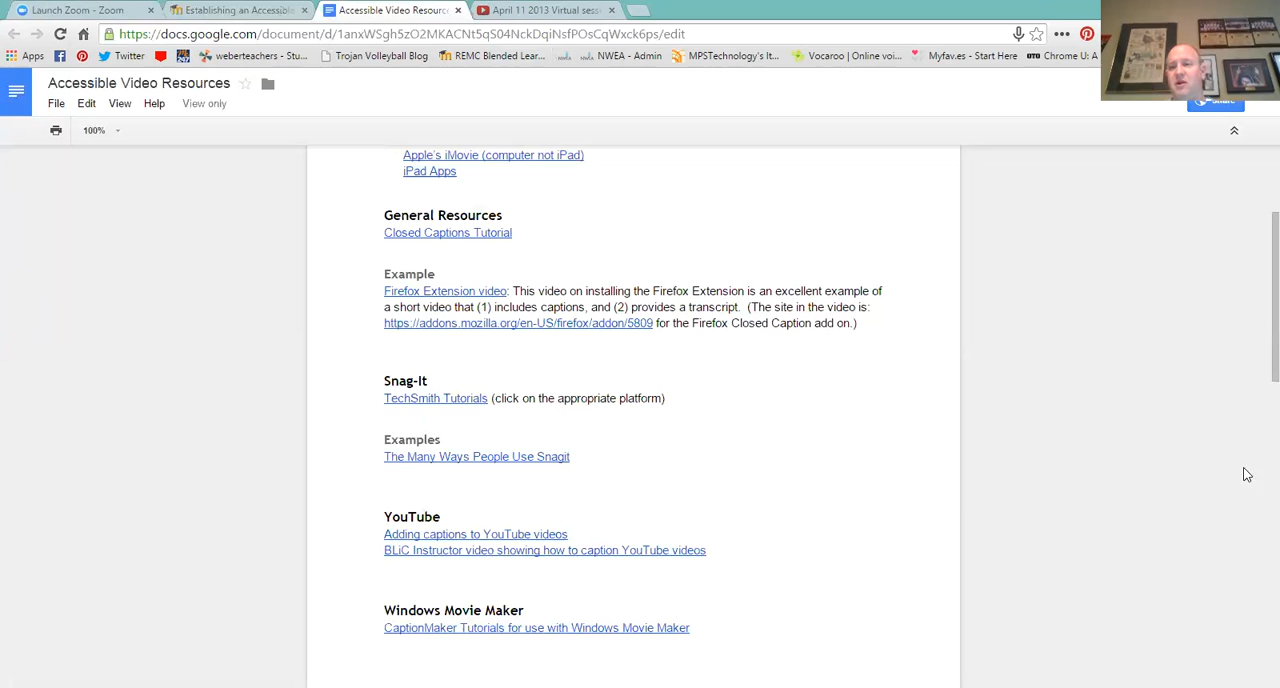 Launch Zoom - Zoom
Establishing an Accessible
Accessible Video Resourc
April 11 2013 Virtual sess
https://docs.google.com/document/d/1anxWSgh5zO2MKACNt5qS04NckDqiNsfPOsCqWxck6ps/edit
Apps
Twitter
weberteachers - Stu...
Trojan Volleyball Blog
REMC Blended Lear...
NWEA - Admin
MPSTechnology's It...
Vocaroo | Online voi...
Myfav.es - Start Here
OTO Chrome: U: A
Accessible Video Resources
File Edit View Help View only
Share
100%
Apple's iMovie (computer not iPad)
iPad Apps
General Resources
Closed Captions Tutorial
Example
Firefox Extension video: This video on installing the Firefox Extension is an excellent example of
a short video that (1) includes captions, and (2) provides a transcript. (The site in the video is:
https://addons.mozilla.org/en-US/firefox/addon/5809 for the Firefox Closed Caption add on.)
Snag-It
TechSmith Tutorials (click on the appropriate platform)
Examples
The Many Ways People Use Snagit
YouTube
Adding captions to YouTube videos
BLiC Instructor video showing how to caption YouTube videos
Windows Movie Maker
CaptionMaker Tutorials for use with Windows Movie Maker